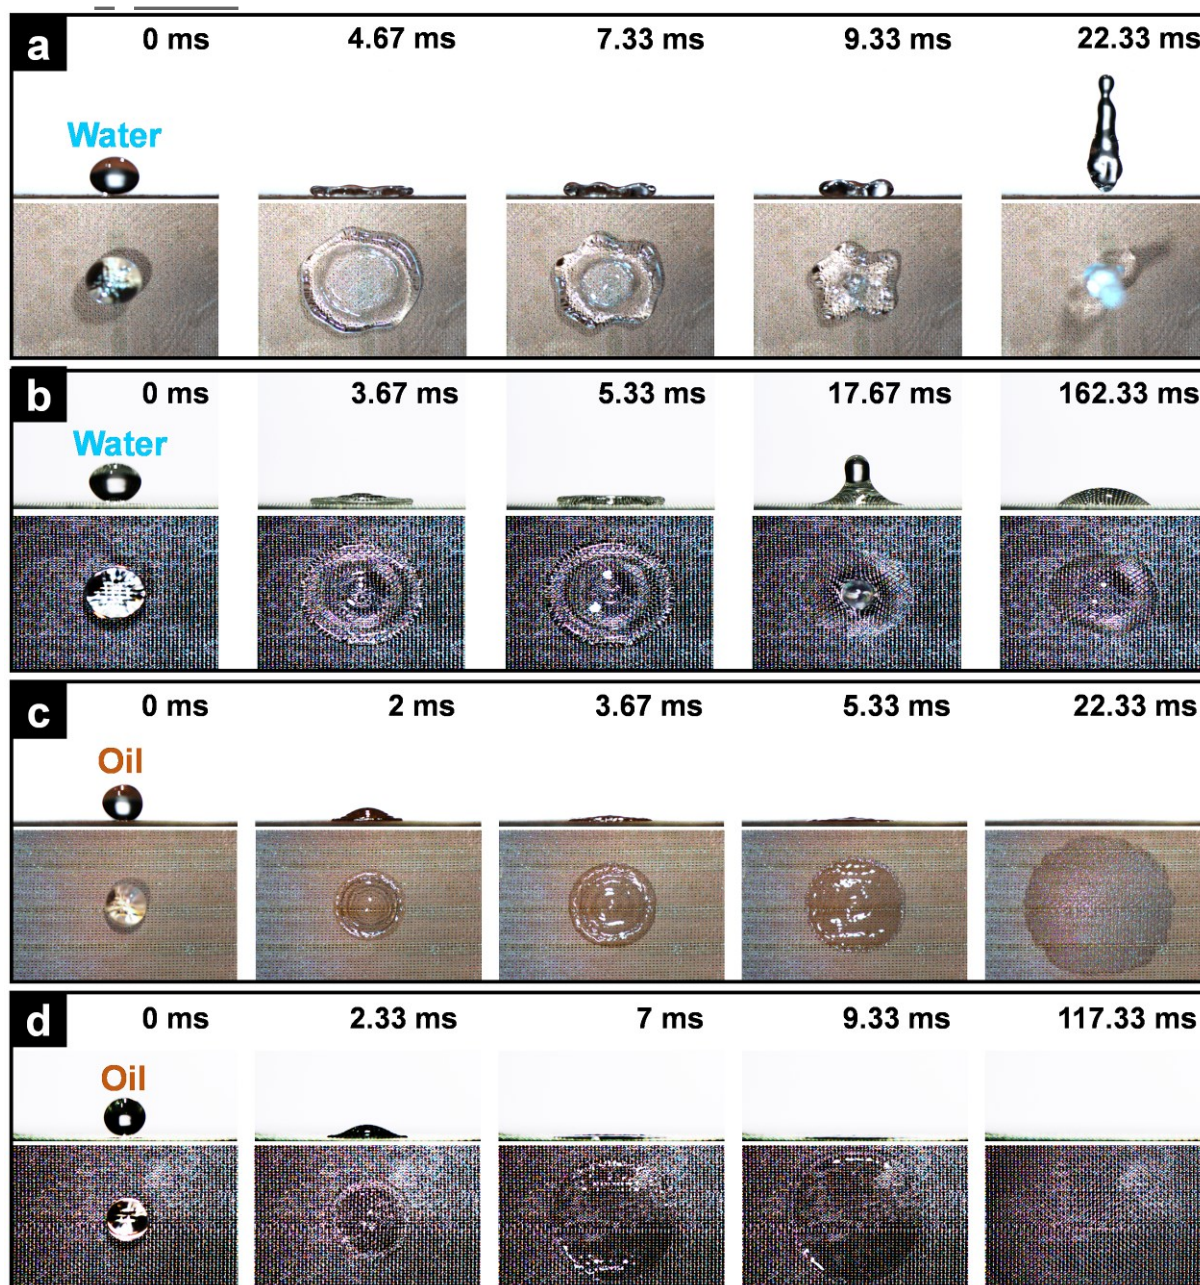 a
0 ms 4.67 ms 7.33 ms 9.33 ms 22.33 ms
Water
b
0 ms 3.67 ms 5.33 ms 17.67 ms 162.33 ms
Water
c
0 ms 2 ms 3.67 ms 5.33 ms 22.33 ms
Oil
d
0 ms 2.33 ms 7 ms 9.33 ms 117.33 ms
Oil